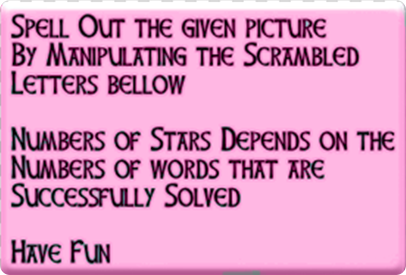 Spell Out the given picture
By Manipulating the Scrambled
Letters bellow
Numbers of Stars Depends on the
Numbers of words that are
Successfully Solved
Have Fun